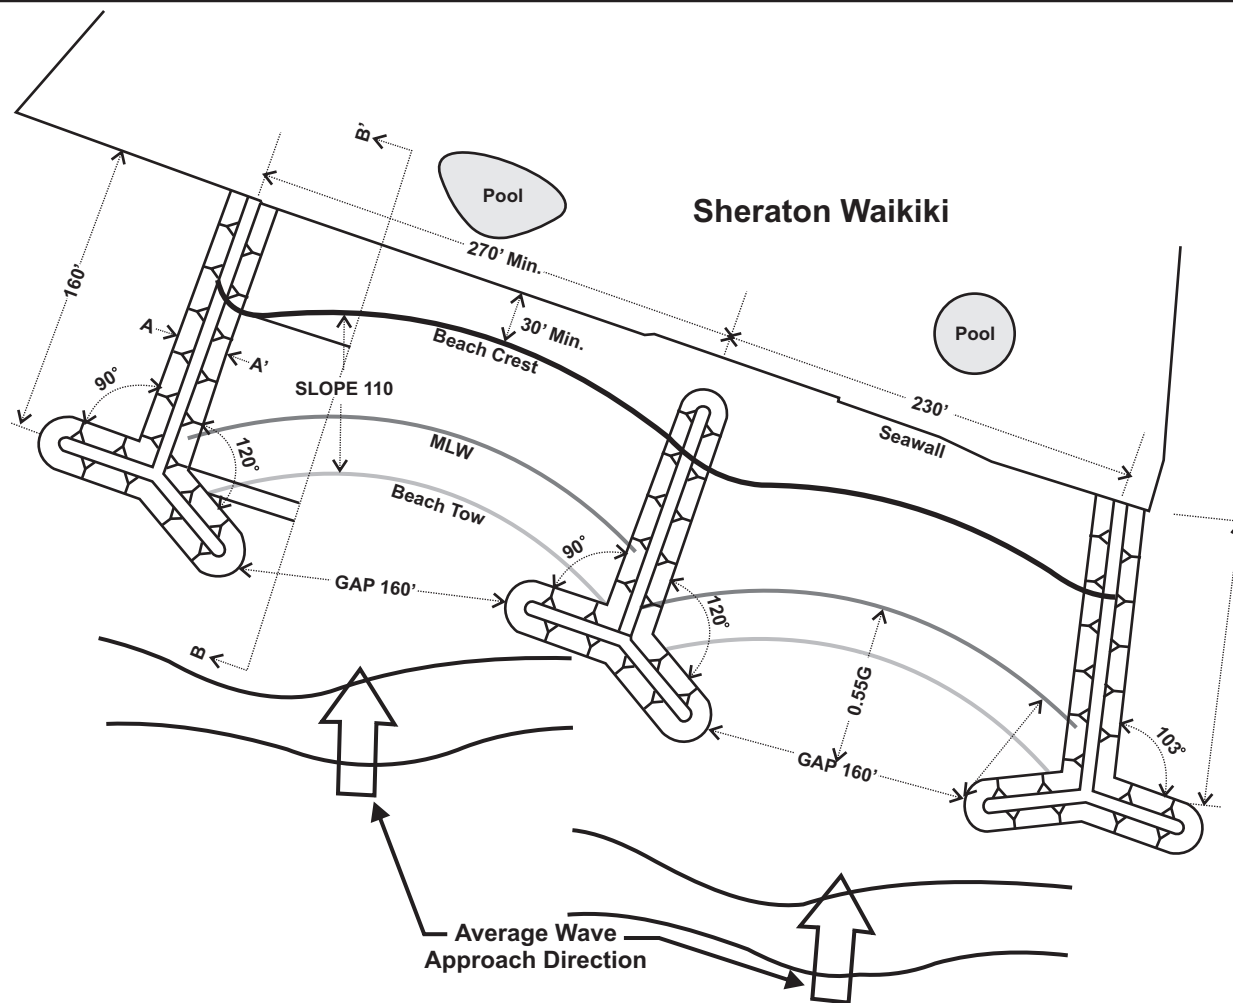 B'
Pool
Sheraton Waikiki
270' Min.
160'
30' Min.
Pool
A
Beach Crest
A'
90°
SLOPE 110
230'
Seawall
MLW
120°
Beach Tow
90°
GAP 160'
120°
B
0.55G
103°
GAP 160'
Average Wave
Approach Direction